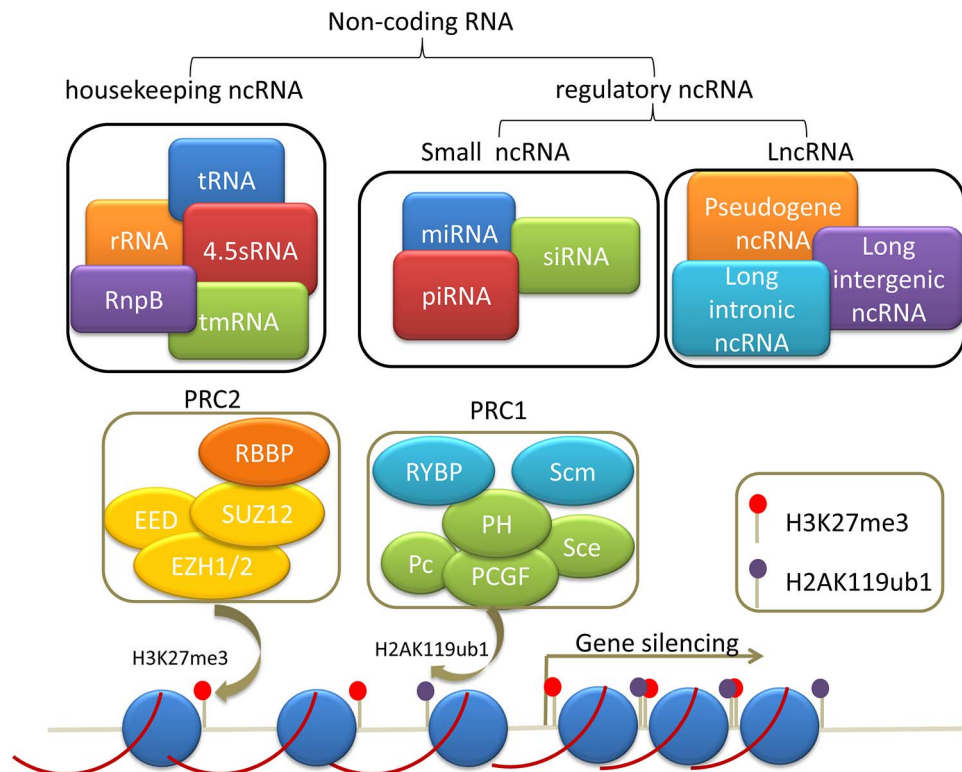 Non-coding RNA
housekeeping ncRNA
regulatory ncRNA
Small ncRNA
LncRNA
tRNA
rRNA
4.5sRNA
RnpB
tmRNA
miRNA
siRNA
piRNA
Pseudogene
ncRNA
Long
intergenic
ncRNA
Long
intronic
ncRNA
PRC2
RBBP
EED
SUZ12
EZH1/2
PRC1
RYBP
Scm
PH
Sce
Pc
PCGF
H3K27me3
H2AK119ub1
H3K27me3
H2AK119ub1
Gene silencing